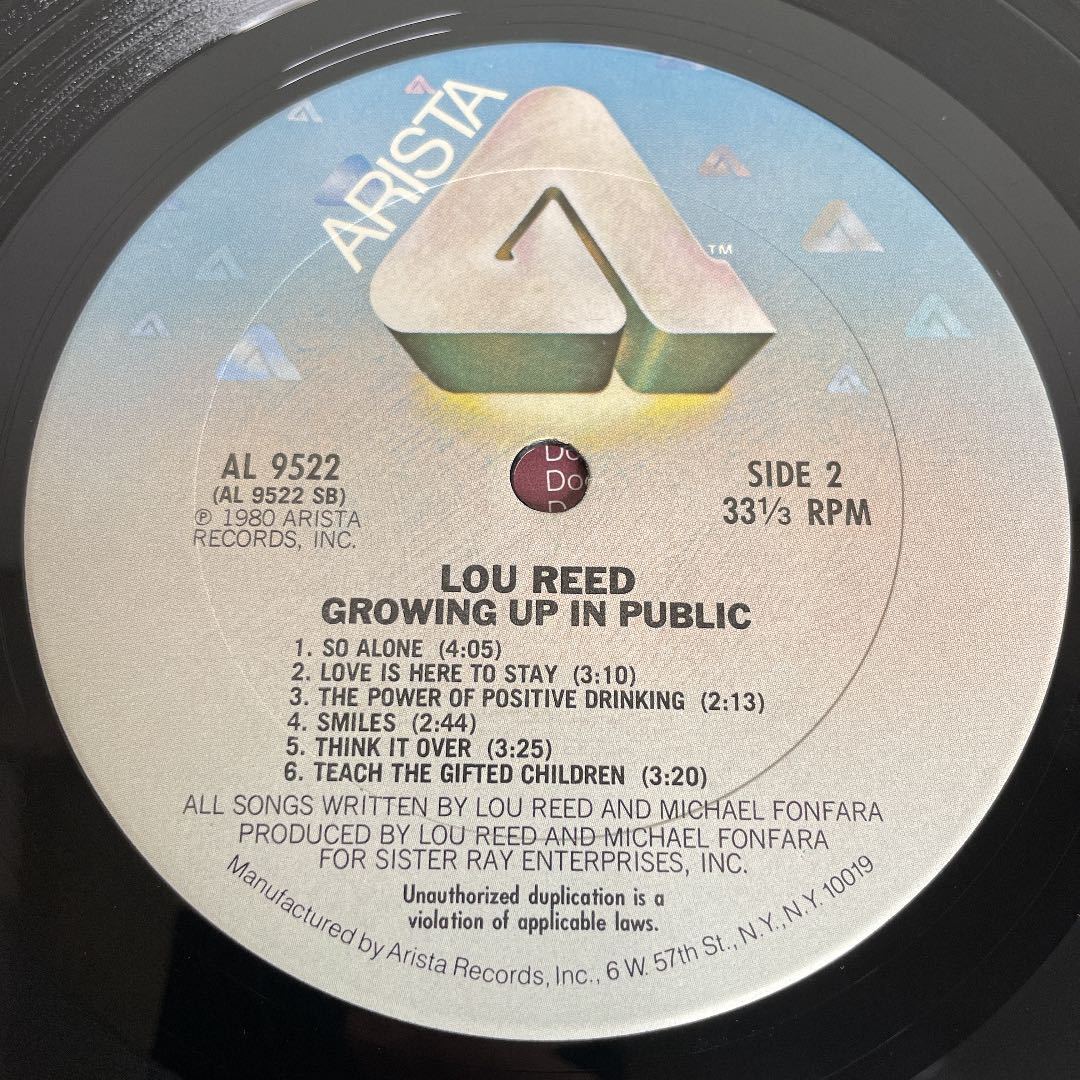 ARISTA
TM
AL 9522
(AL 9522 SB)
℗ 1980 ARISTA
RECORDS, INC.
SIDE 2
33⅓ RPM
Do
LOU REED
GROWING UP IN PUBLIC
1. SO ALONE (4:05)
2. LOVE IS HERE TO STAY (3:10)
3. THE POWER OF POSITIVE DRINKING (2:13)
4. SMILES (2:44)
5. THINK IT OVER (3:25)
6. TEACH THE GIFTED CHILDREN (3:20)
ALL SONGS WRITTEN BY LOU REED AND MICHAEL FONFARA
PRODUCED BY LOU REED AND MICHAEL FONFARA
FOR SISTER RAY ENTERPRISES, INC.
Unauthorized duplication is a
violation of applicable laws.
Manufactured by Arista Records, Inc., 6 W. 57th St., N.Y., N.Y. 10019